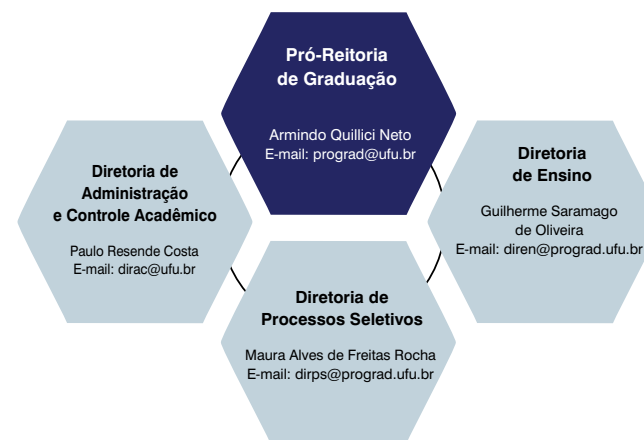 Pró-Reitoria
de Graduação
Armindo Quillici Neto
E-mail: prograd@ufu.br
Diretoria de
Administração
e Controle Acadêmico
Paulo Resende Costa
E-mail: dirac@ufu.br
Diretoria
de Ensino
Guilherme Saramago
de Oliveira
E-mail: diren@prograd.ufu.br
Diretoria de
Processos Seletivos
Maura Alves de Freitas Rocha
E-mail: dirps@prograd.ufu.br